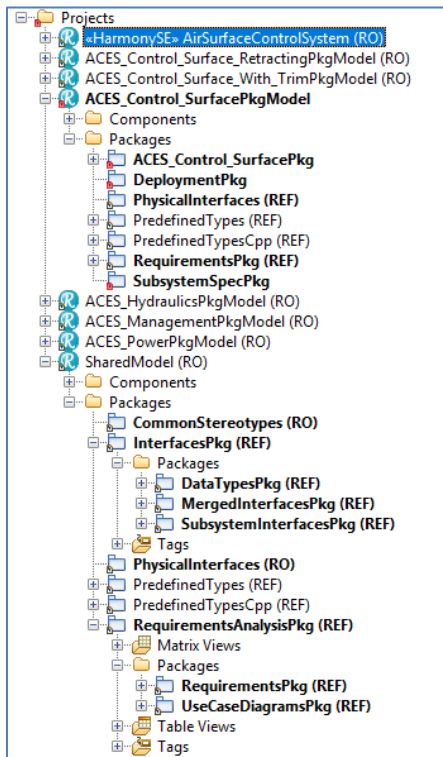 Projects
«HarmonySE» AirSurfaceControlSystem (RO)
ACES_Control_Surface_RetractingPkgModel (RO)
ACES_Control_Surface_With_TrimPkgModel (RO)
ACES_Control_SurfacePkgModel
Components
Packages
ACES_Control_SurfacePkg
DeploymentPkg
PhysicalInterfaces (REF)
PredefinedTypes (REF)
PredefinedTypesCpp (REF)
RequirementsPkg (REF)
SubsystemSpecPkg
ACES_HydraulicsPkgModel (RO)
ACES_ManagementPkgModel (RO)
ACES_PowerPkgModel (RO)
SharedModel (RO)
Components
Packages
CommonStereotypes (RO)
InterfacesPkg (REF)
Packages
DataTypesPkg (REF)
MergedInterfacesPkg (REF)
SubsystemInterfacesPkg (REF)
Tags
PhysicalInterfaces (RO)
PredefinedTypes (REF)
PredefinedTypesCpp (REF)
RequirementsAnalysisPkg (REF)
Matrix Views
Packages
RequirementsPkg (REF)
UseCaseDiagramsPkg (REF)
Table Views
Tags